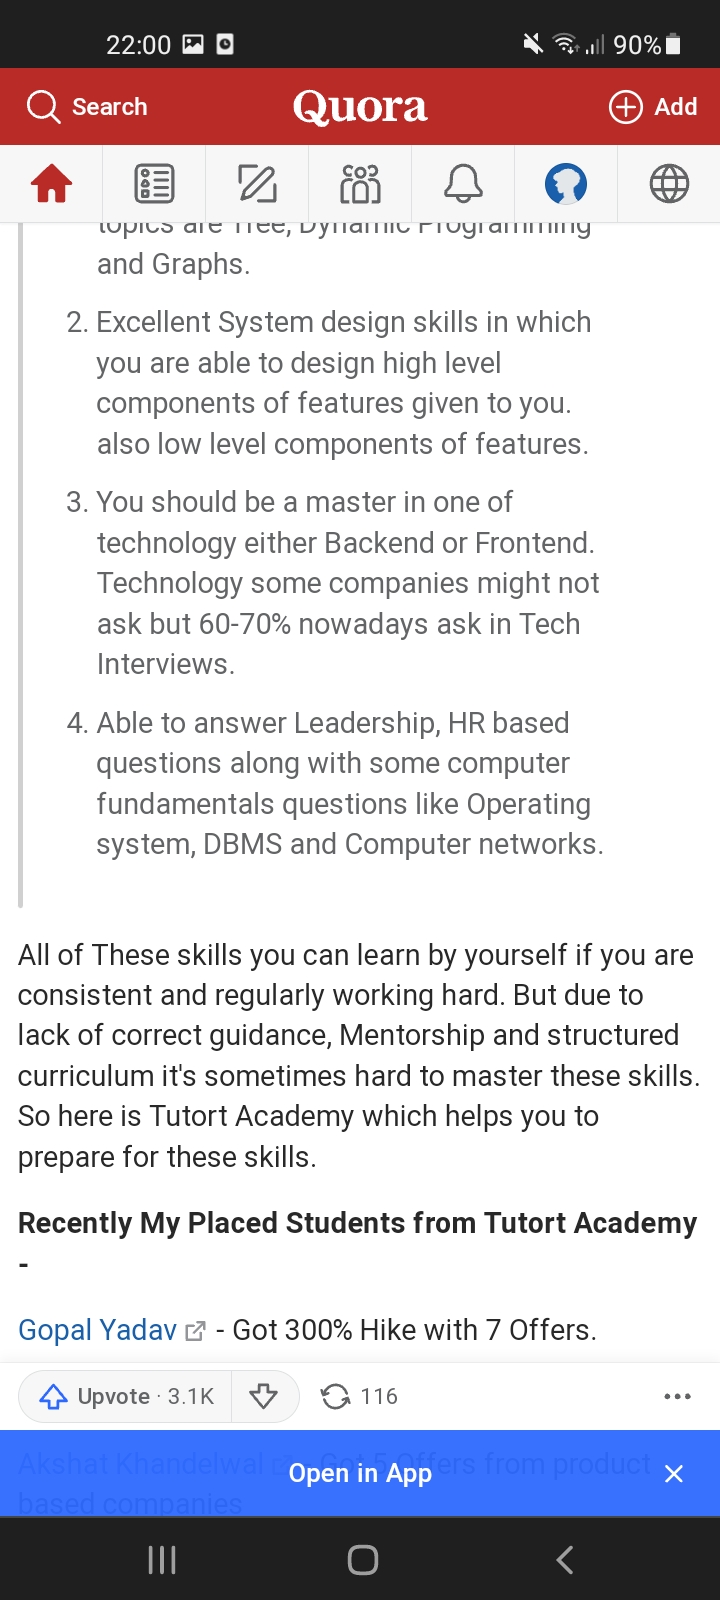 22:00 90%
Search Quora Add
topics are Tree, Dynamic Programming
and Graphs.
2. Excellent System design skills in which
you are able to design high level
components of features given to you.
also low level components of features.
3. You should be a master in one of
technology either Backend or Frontend.
Technology some companies might not
ask but 60-70% nowadays ask in Tech
Interviews.
4. Able to answer Leadership, HR based
questions along with some computer
fundamentals questions like Operating
system, DBMS and Computer networks.
All of These skills you can learn by yourself if you are
consistent and regularly working hard. But due to
lack of correct guidance, Mentorship and structured
curriculum it's sometimes hard to master these skills.
So here is Tutort Academy which helps you to
prepare for these skills.
Recently My Placed Students from Tutort Academy
-
Gopal Yadav - Got 300% Hike with 7 Offers.
Upvote · 3.1K 116
Akshat Khandelwal - Got 5 Offers from product
Open in App
based companies